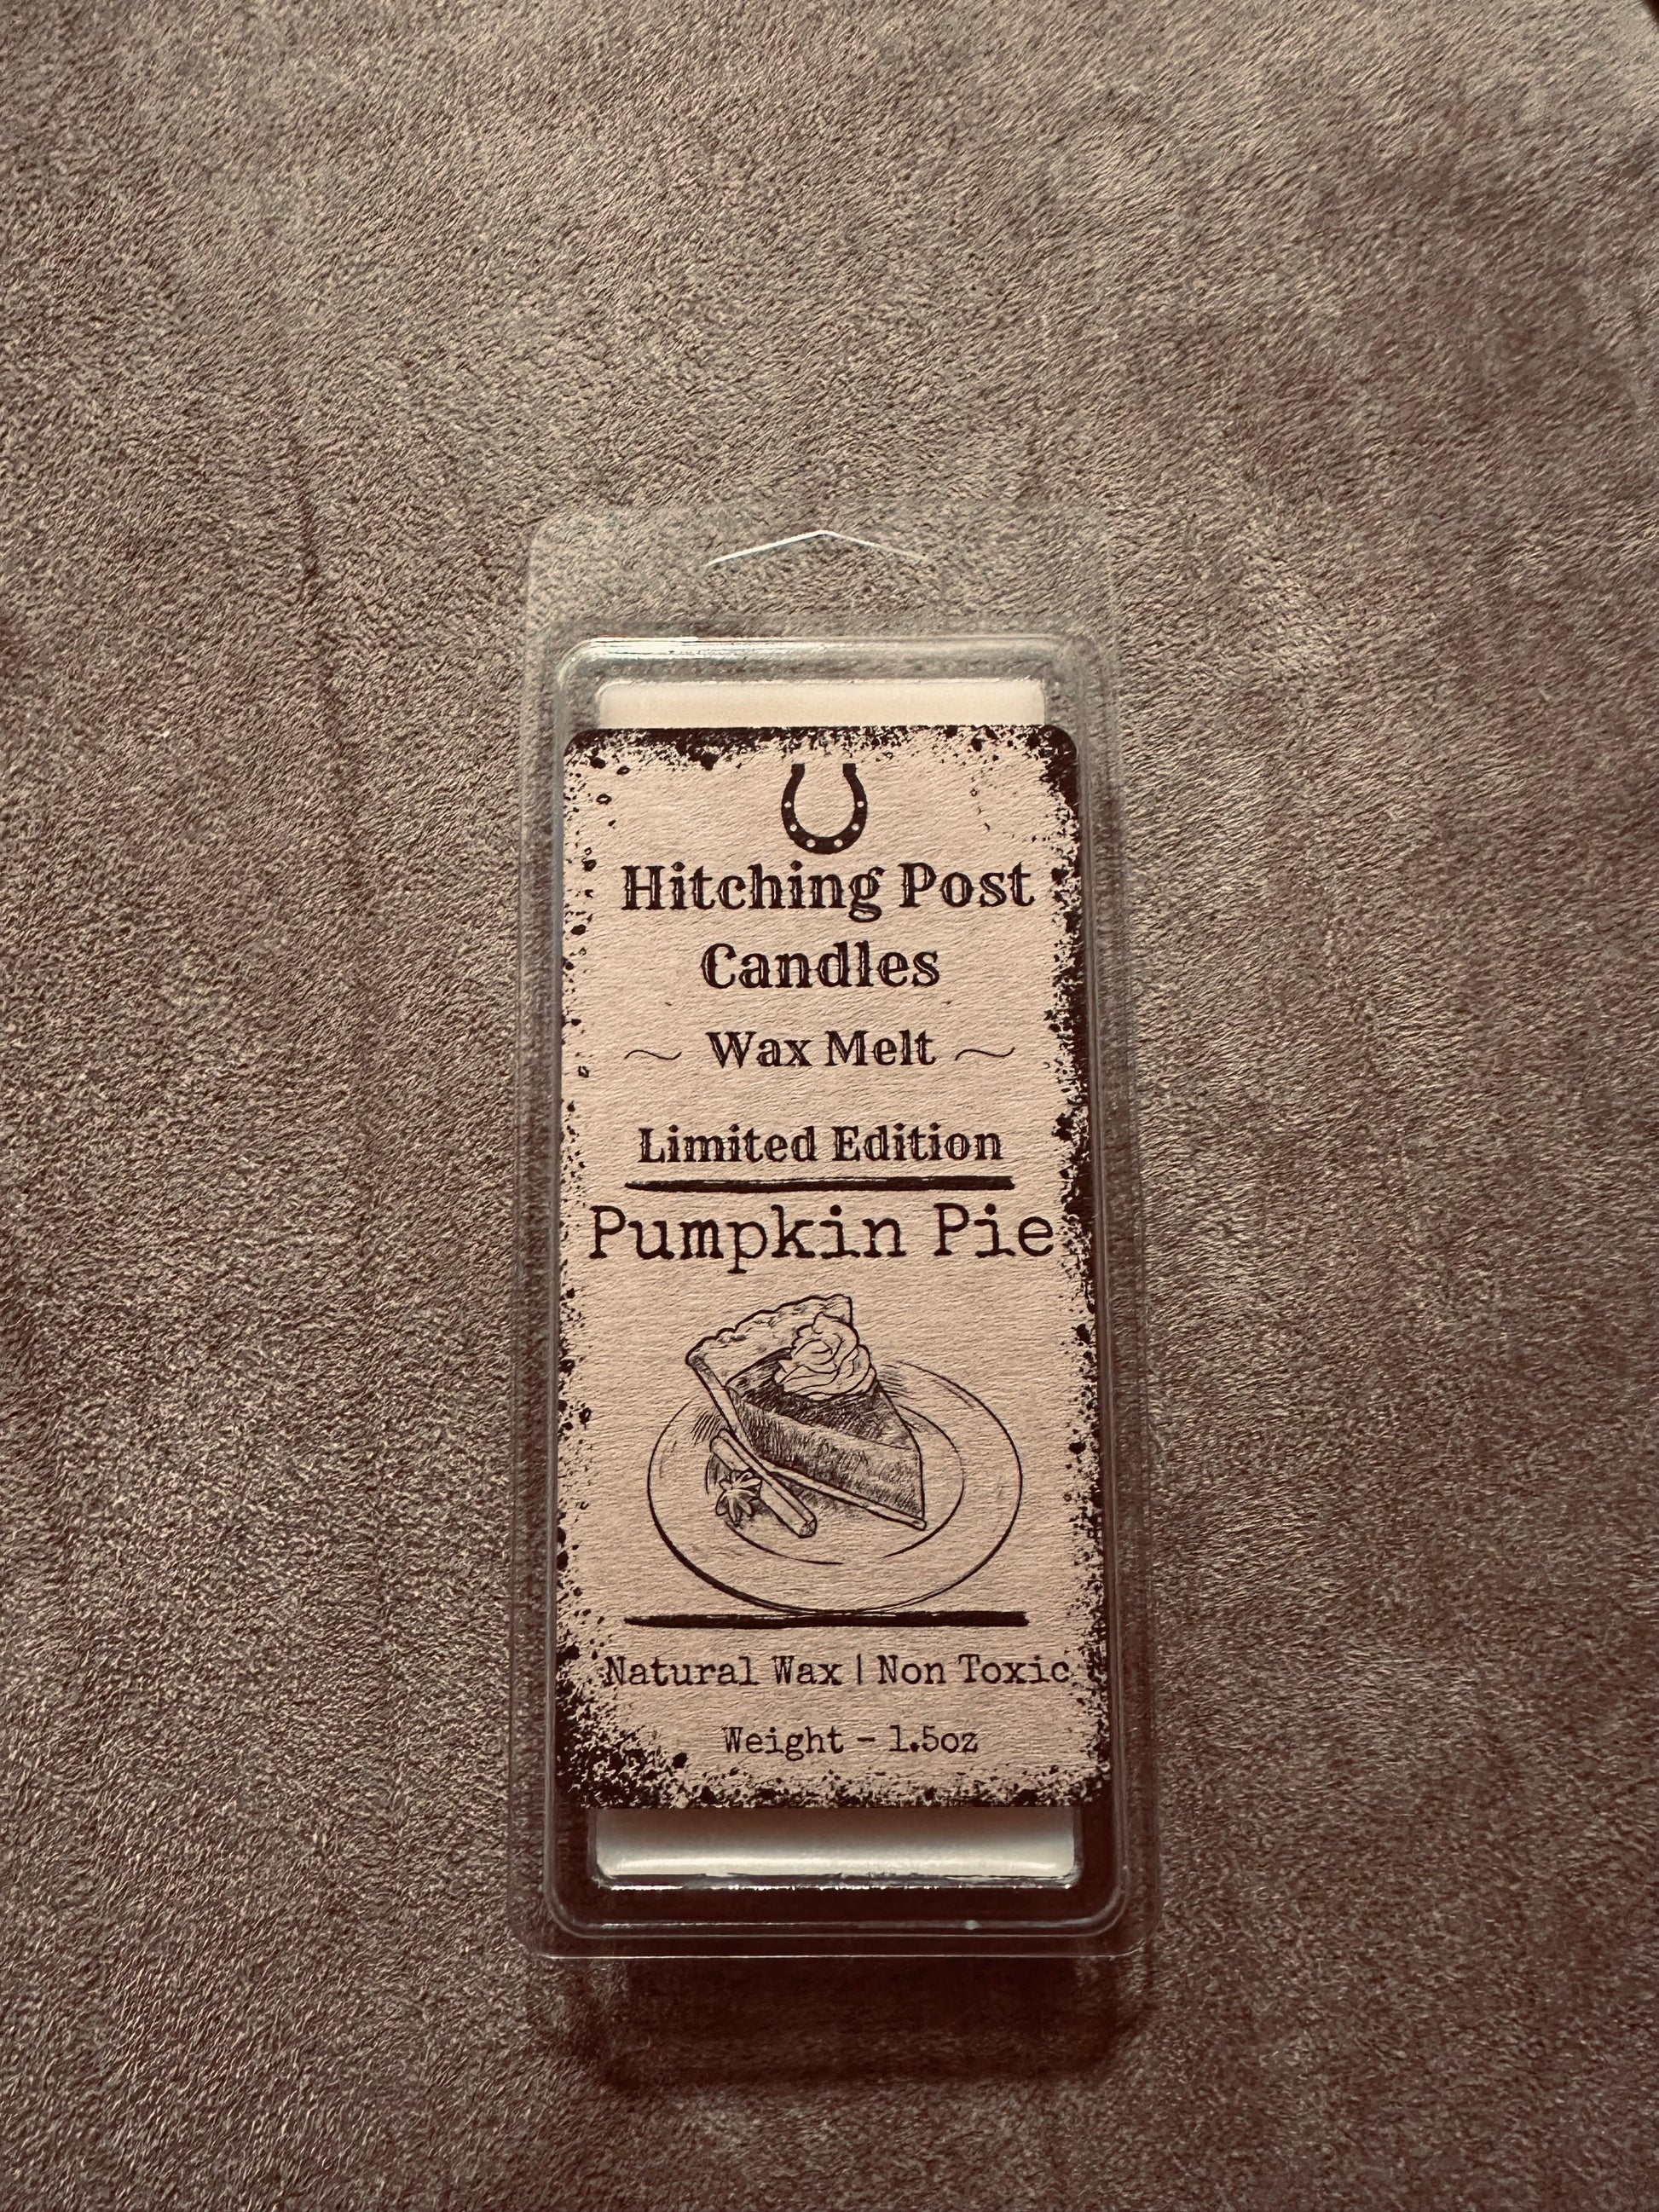 Hitching Post
Candles
~ Wax Melt ~
Limited Edition
Pumpkin Pie
Natural Wax | Non Toxic
Weight - 1.5oz